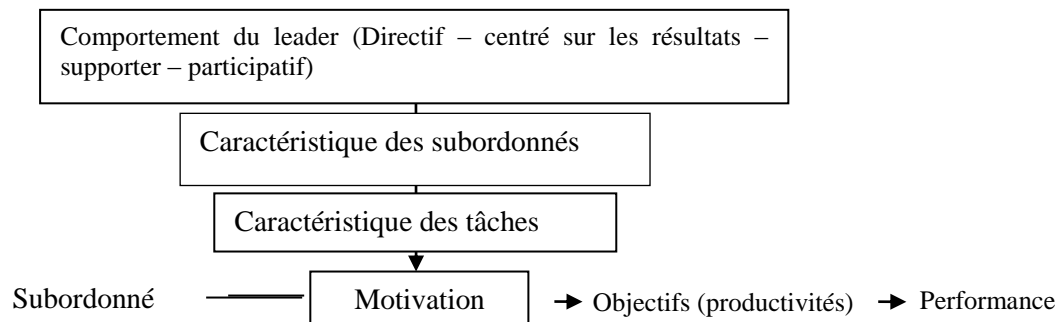 Comportement du leader (Directif – centré sur les résultats –
supporter – participatif)
Caractéristique des subordonnés
Caractéristique des tâches
Subordonné Motivation Objectifs (productivités) Performance